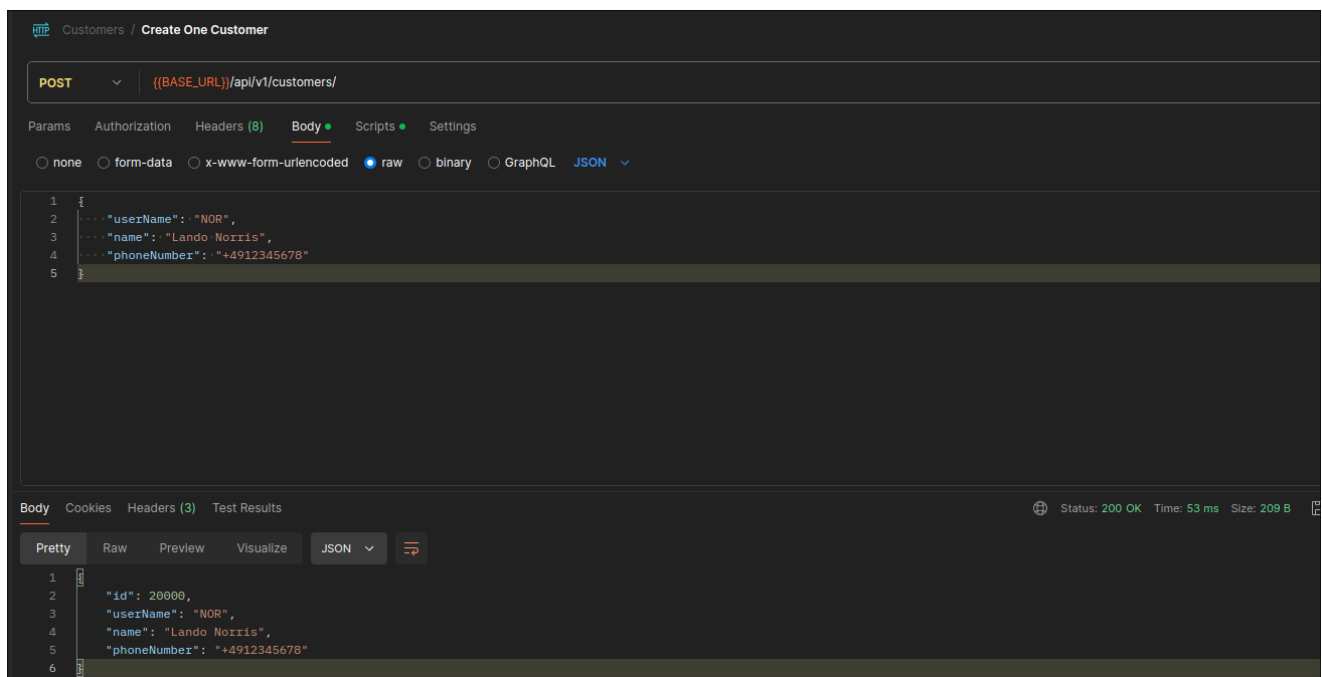 HTTP Customers / Create One Customer
POST {{BASE_URL}}/api/v1/customers/
Params Authorization Headers (8) Body Scripts Settings
none form-data x-www-form-urlencoded raw binary GraphQL JSON
1 {
2 "userName": "NOR",
3 "name": "Lando Norris",
4 "phoneNumber": "+4912345678"
5 }
Body Cookies Headers (3) Test Results Status: 200 OK Time: 53 ms Size: 209 B
Pretty Raw Preview Visualize JSON
1 {
2 "id": 20000,
3 "userName": "NOR",
4 "name": "Lando Norris",
5 "phoneNumber": "+4912345678"
6 }